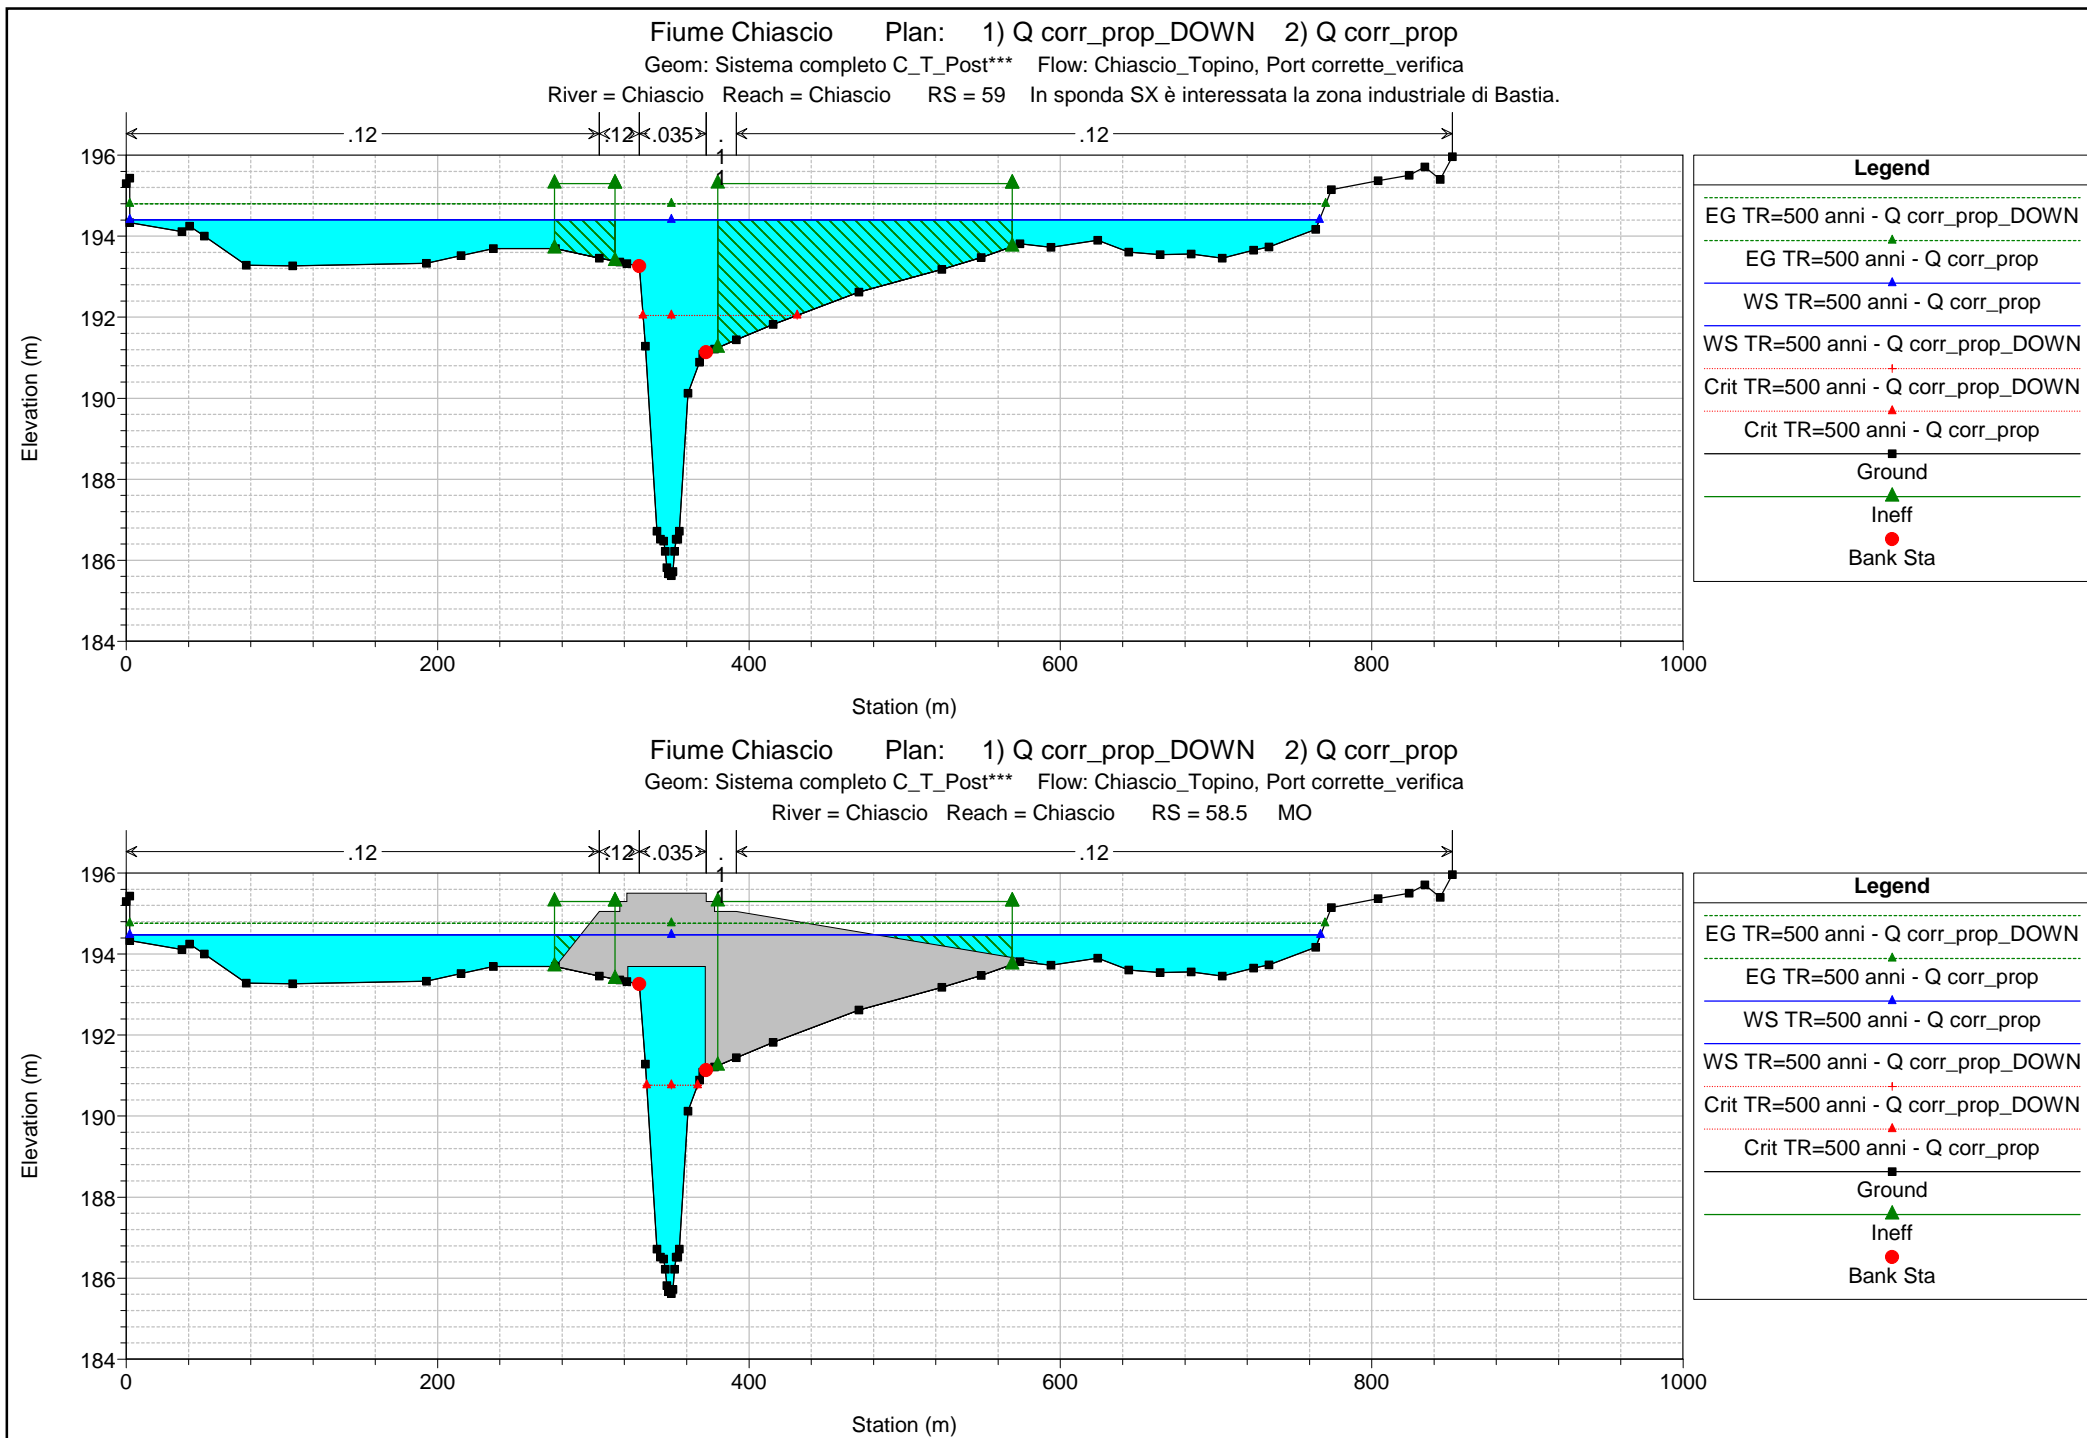 Fiume Chiascio Plan: 1) Q corr_prop_DOWN 2) Q corr_prop
Geom: Sistema completo C_T_Post*** Flow: Chiascio_Topino, Port corrette_verifica
River = Chiascio Reach = Chiascio RS = 59 In sponda SX è interessata la zona industriale di Bastia.
.12 .12 .035 .1 .12
196
194
192
190
188
186
184
Elevation (m)
0 200 400 600 800 1000
Station (m)
Legend
EG TR=500 anni - Q corr_prop_DOWN
EG TR=500 anni - Q corr_prop
WS TR=500 anni - Q corr_prop
WS TR=500 anni - Q corr_prop_DOWN
Crit TR=500 anni - Q corr_prop_DOWN
Crit TR=500 anni - Q corr_prop
Ground
Ineff
Bank Sta
Fiume Chiascio Plan: 1) Q corr_prop_DOWN 2) Q corr_prop
Geom: Sistema completo C_T_Post*** Flow: Chiascio_Topino, Port corrette_verifica
River = Chiascio Reach = Chiascio RS = 58.5 MO
.12 .12 .035 .1 .12
196
194
192
190
188
186
184
Elevation (m)
0 200 400 600 800 1000
Station (m)
Legend
EG TR=500 anni - Q corr_prop_DOWN
EG TR=500 anni - Q corr_prop
WS TR=500 anni - Q corr_prop
WS TR=500 anni - Q corr_prop_DOWN
Crit TR=500 anni - Q corr_prop_DOWN
Crit TR=500 anni - Q corr_prop
Ground
Ineff
Bank Sta